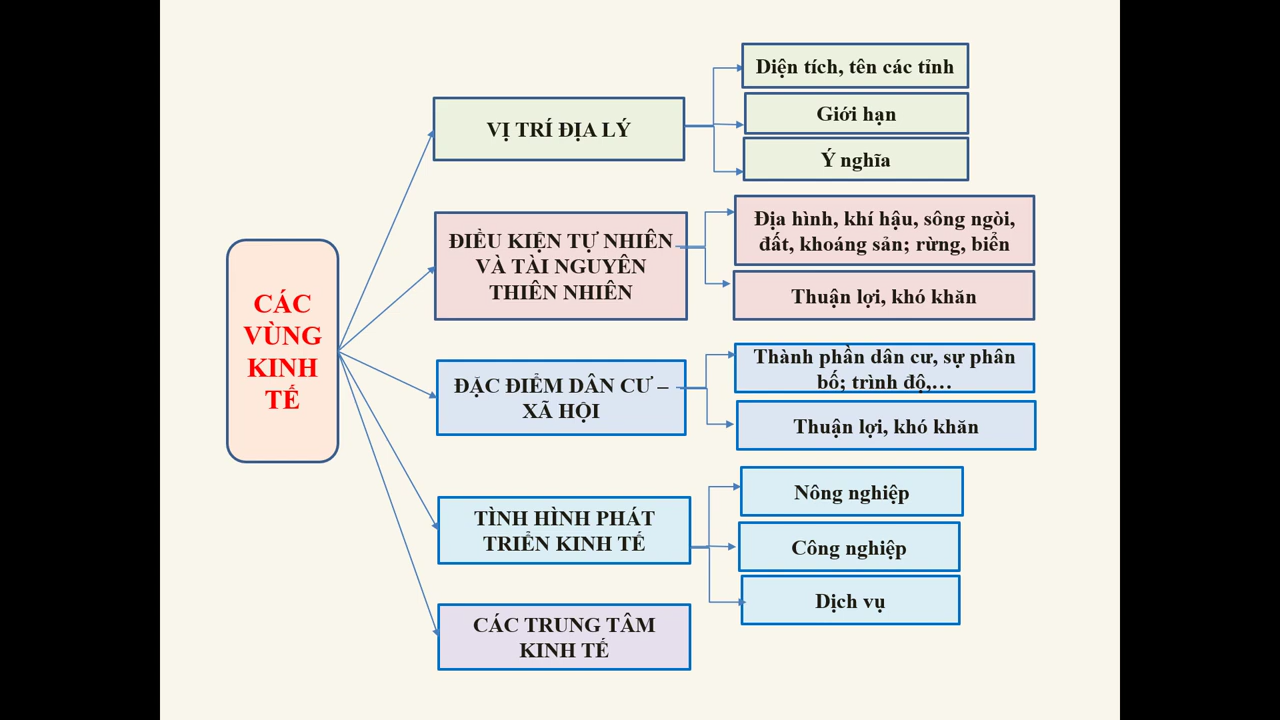 CÁC
VÙNG
KINH
TẾ
VỊ TRÍ ĐỊA LÝ
Diện tích, tên các tỉnh
Giới hạn
Ý nghĩa
ĐIỀU KIỆN TỰ NHIÊN
VÀ TÀI NGUYÊN
THIÊN NHIÊN
Địa hình, khí hậu, sông ngòi,
đất, khoáng sản; rừng, biển
Thuận lợi, khó khăn
ĐẶC ĐIỂM DÂN CƯ –
XÃ HỘI
Thành phần dân cư, sự phân
bố; trình độ,…
Thuận lợi, khó khăn
TÌNH HÌNH PHÁT
TRIỂN KINH TẾ
Nông nghiệp
Công nghiệp
Dịch vụ
CÁC TRUNG TÂM
KINH TẾ